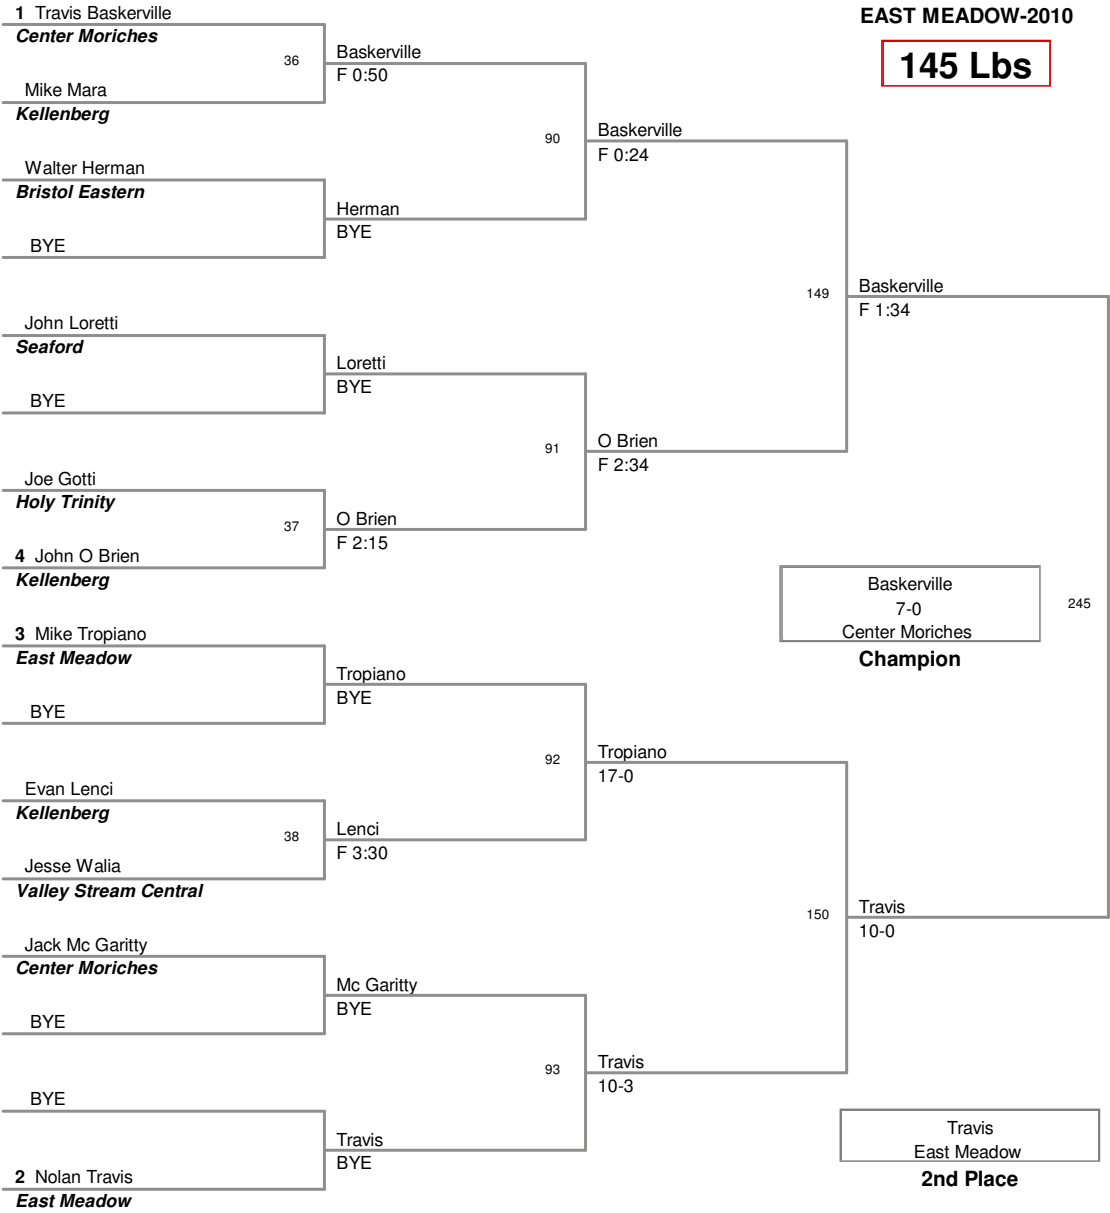 EAST MEADOW-2010
145 Lbs
1 Travis Baskerville
Center Moriches
36
Mike Mara
Kellenberg
Baskerville
F 0:50
Walter Herman
Bristol Eastern
BYE
Herman
BYE
90
Baskerville
F 0:24
John Loretti
Seaford
BYE
Loretti
BYE
Joe Gotti
Holy Trinity
37
4 John O Brien
Kellenberg
O Brien
F 2:15
91
O Brien
F 2:34
149
Baskerville
F 1:34
3 Mike Tropiano
East Meadow
BYE
Tropiano
BYE
Evan Lenci
Kellenberg
38
Jesse Walia
Valley Stream Central
Lenci
F 3:30
92
Tropiano
17-0
Jack Mc Garitty
Center Moriches
BYE
Mc Garitty
BYE
BYE
2 Nolan Travis
East Meadow
Travis
BYE
93
Travis
10-3
150
Travis
10-0
245
Baskerville
7-0
Center Moriches
Champion
Travis
East Meadow
2nd Place